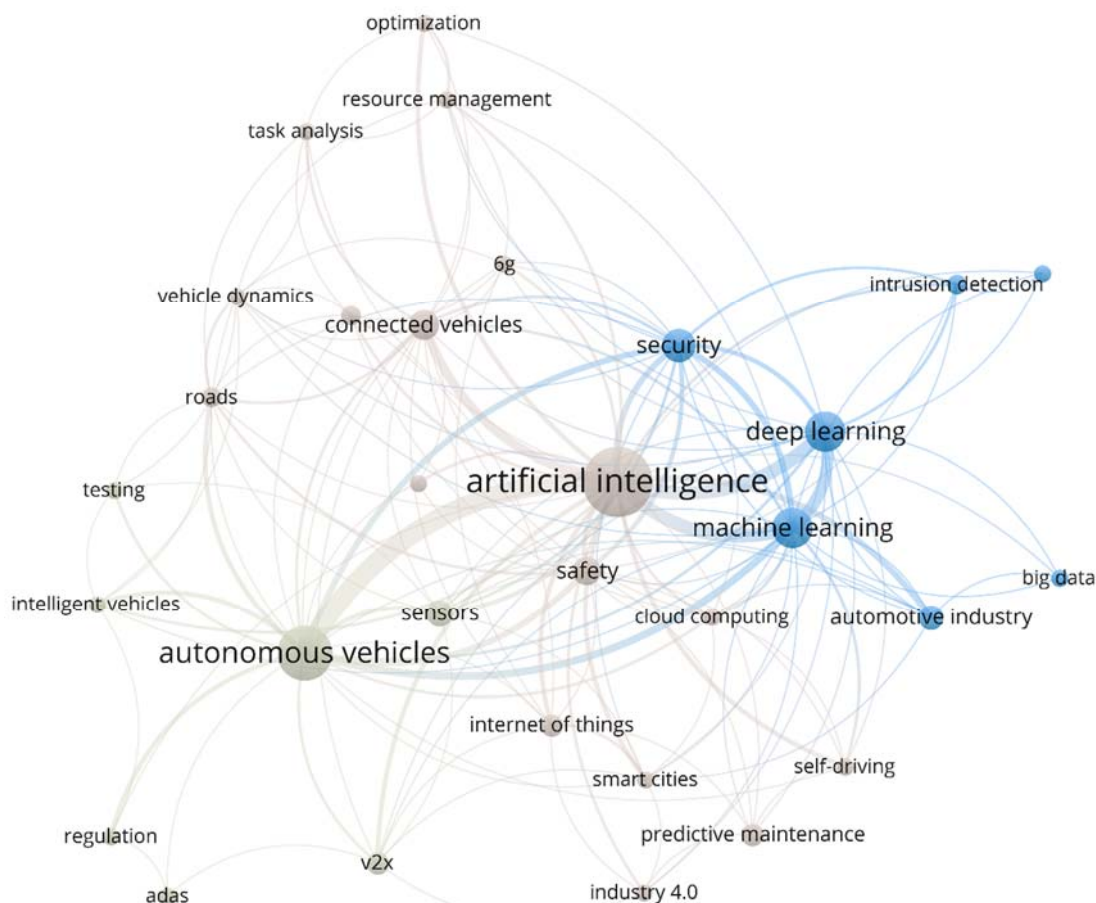 optimization
resource management
task analysis
6g
intrusion detection
vehicle dynamics
connected vehicles
security
roads
deep learning
artificial intelligence
testing
machine learning
safety
big data
intelligent vehicles
sensors
cloud computing
automotive industry
autonomous vehicles
internet of things
self-driving
smart cities
regulation
predictive maintenance
v2x
industry 4.0
adas